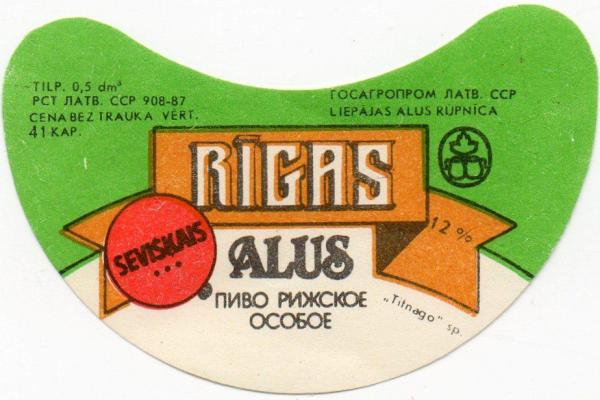 TILP. 0,5 dm³
РСТ ЛАТВ. ССР 908-87
CENA BEZ TRAUKA VĒRT.
41 KAP.
ГОСАГРОПРОМ ЛАТВ. ССР
LIEPĀJAS ALUS RŪPNĪCA
RĪGAS
12 %
SEVIŠĶAIS
ALUS
ПИВО РИЖСКОЕ
ОСОБОЕ
„Titnago" sp.